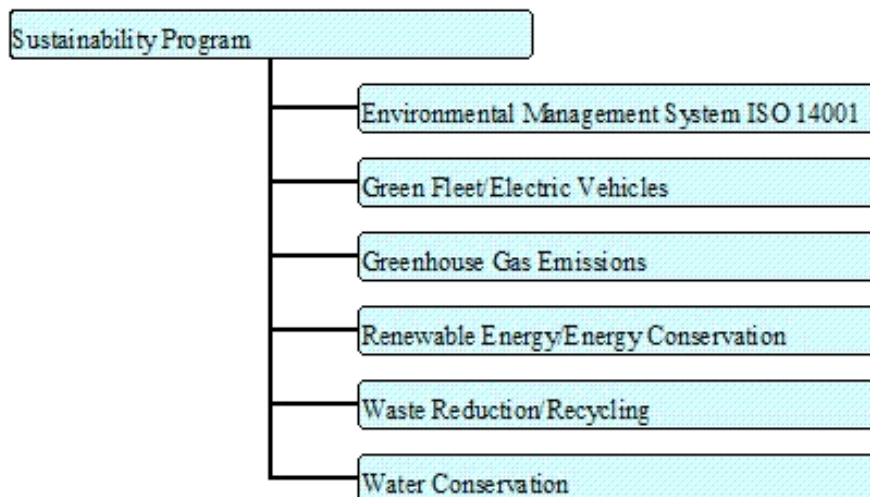 Sustainability Program
Environmental Management System ISO 14001
Green Fleet/Electric Vehicles
Greenhouse Gas Emissions
Renewable Energy/Energy Conservation
Waste Reduction/Recycling
Water Conservation